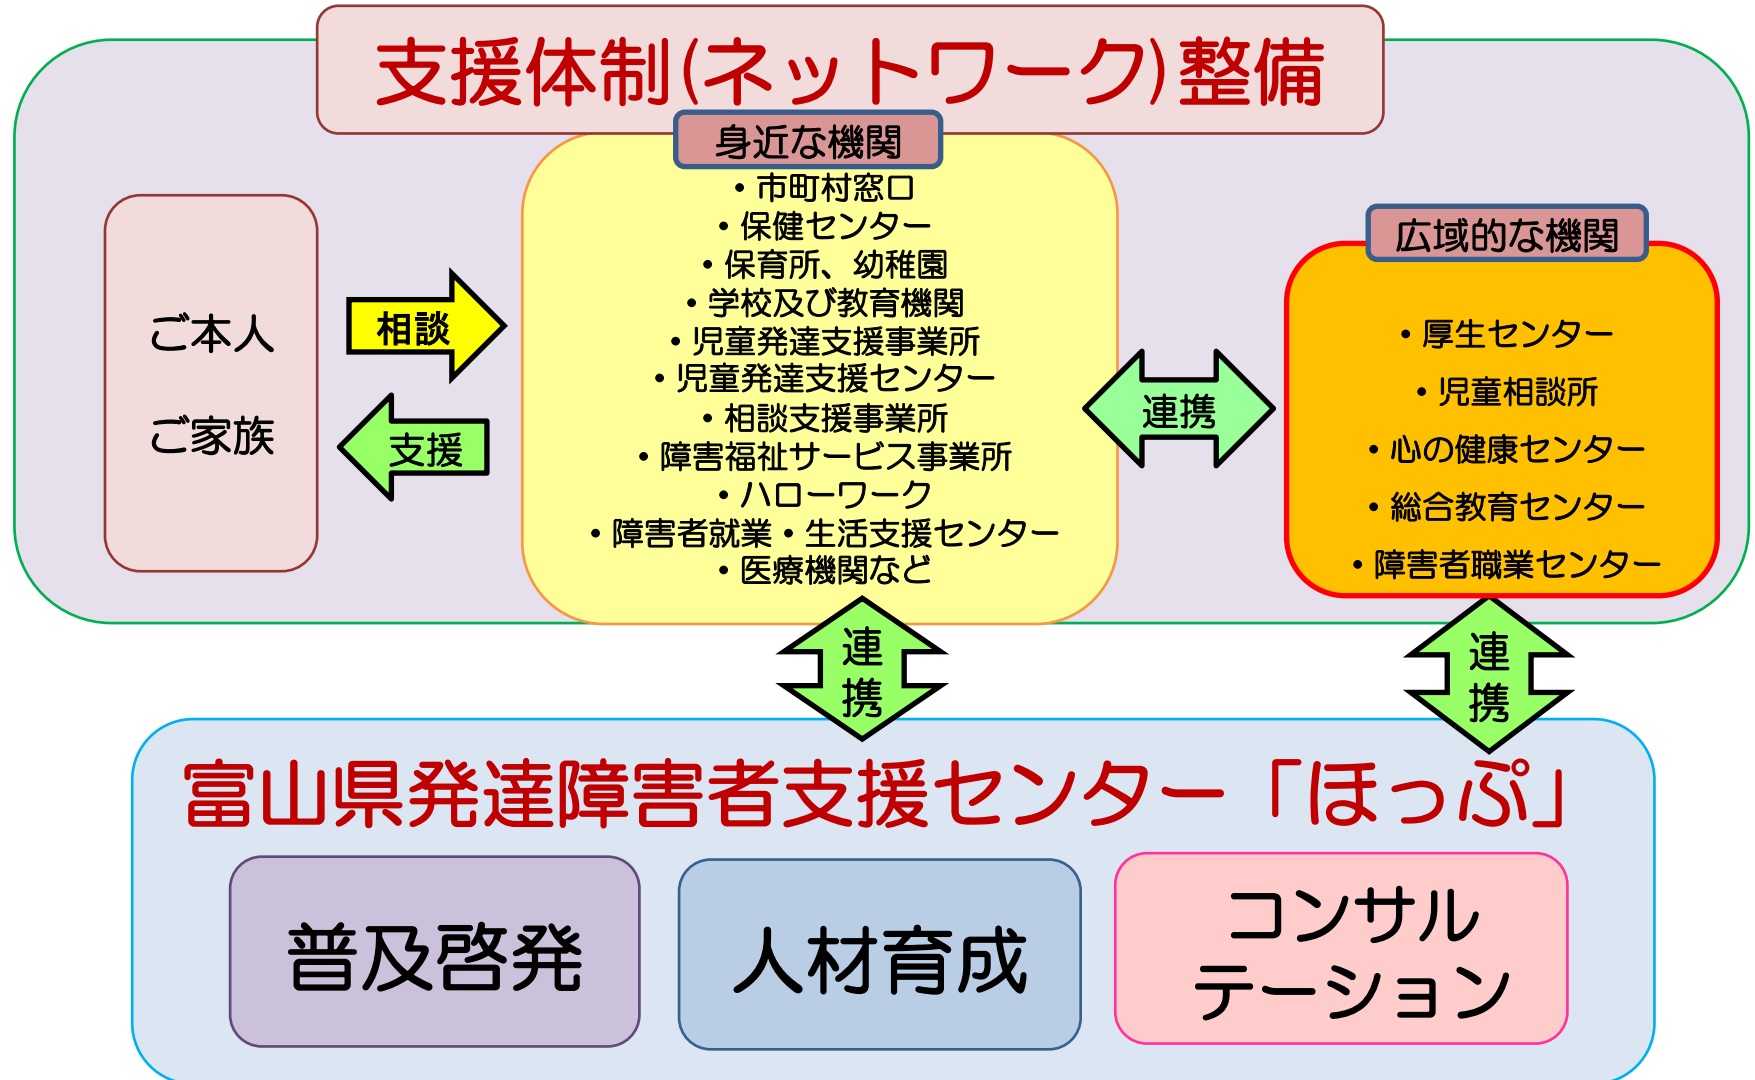 支援体制(ネットワーク)整備
身近な機関
・市町村窓口
・保健センター
・保育所、幼稚園
・学校及び教育機関
・児童発達支援事業所
・児童発達支援センター
・相談支援事業所
・障害福祉サービス事業所
・ハローワーク
・障害者就業・生活支援センター
・医療機関など
広域的な機関
・厚生センター
・児童相談所
・心の健康センター
・総合教育センター
・障害者職業センター
ご本人
ご家族
相談
支援
連携
連
携
連
携
富山県発達障害者支援センター「ほっぷ」
普及啓発
人材育成
コンサル
テーション